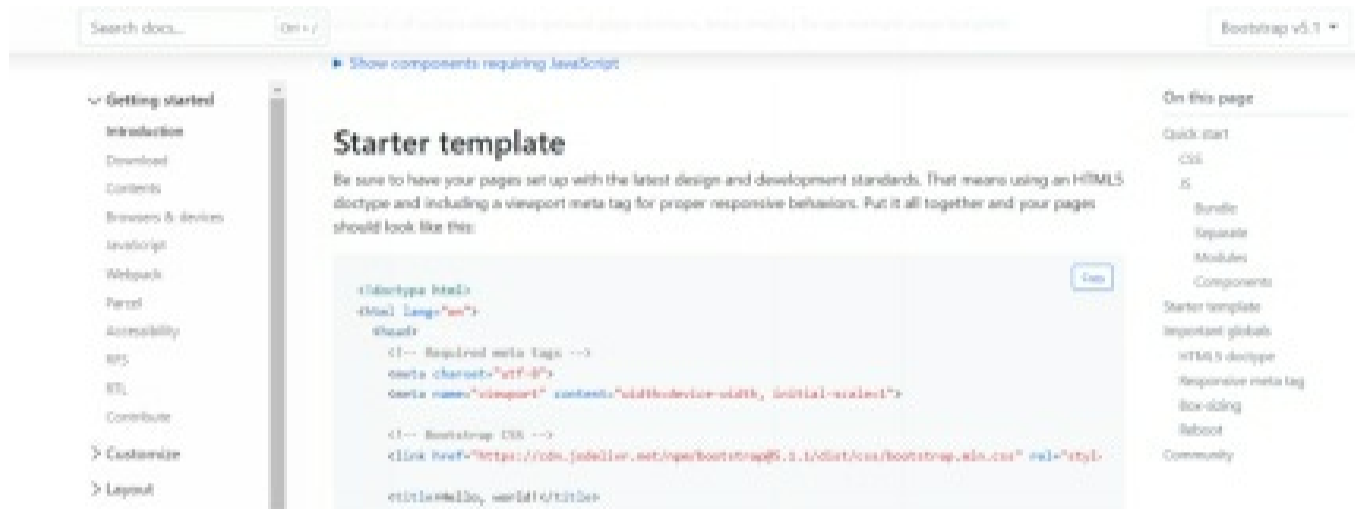 Search docs...
Ctrl + /
Bootstrap v5.1
Show components requiring JavaScript
Getting started
Introduction
Download
Contents
Browsers & devices
JavaScript
Webpack
Parcel
Accessibility
RFS
RTL
Contribute
Customize
Layout
Starter template
Be sure to have your pages set up with the latest design and development standards. That means using an HTML5
doctype and including a viewport meta tag for proper responsive behaviors. Put it all together and your pages
should look like this:
Copy
<!doctype html>
<html lang="en">
<head>
<!-- Required meta tags -->
<meta charset="utf-8">
<meta name="viewport" content="width=device-width, initial-scale=1">
<!-- Bootstrap CSS -->
<link href="https://cdn.jsdelivr.net/npm/bootstrap@5.1.1/dist/css/bootstrap.min.css" rel="styl
<title>Hello, world!</title>
On this page
Quick start
CSS
JS
Bundle
Separate
Modules
Components
Starter template
Important globals
HTML5 doctype
Responsive meta tag
Box-sizing
Reboot
Community